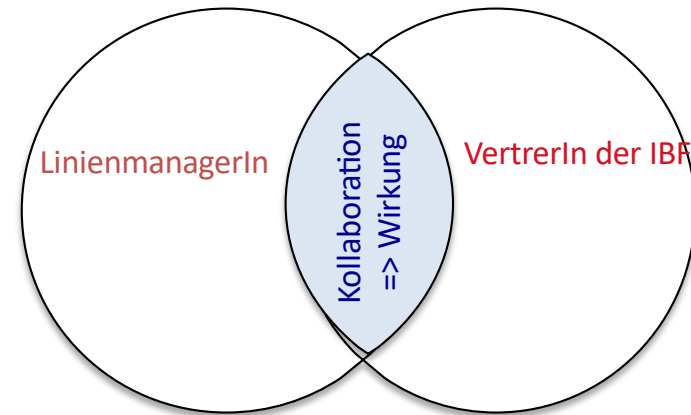 LinienmanagerIn
Kollaboration
=> Wirkung
VertrerIn der IBF